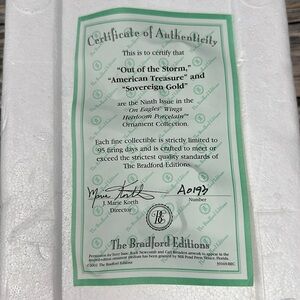 Certificate of Authenticity
This is to certify that
"Out of the Storm,"
"American Treasure" and
"Sovereign Gold"
are the Ninth Issue in the
On Eagles' Wings
Heirloom Porcelain
Ornament Collection.
Each fine collectible is strictly limited to
95 firing days and is crafted to meet or
exceed the strictest quality standards of
The Bradford Editions.
J. Marie Korth
Director
A0193
Number
The Bradford Editions